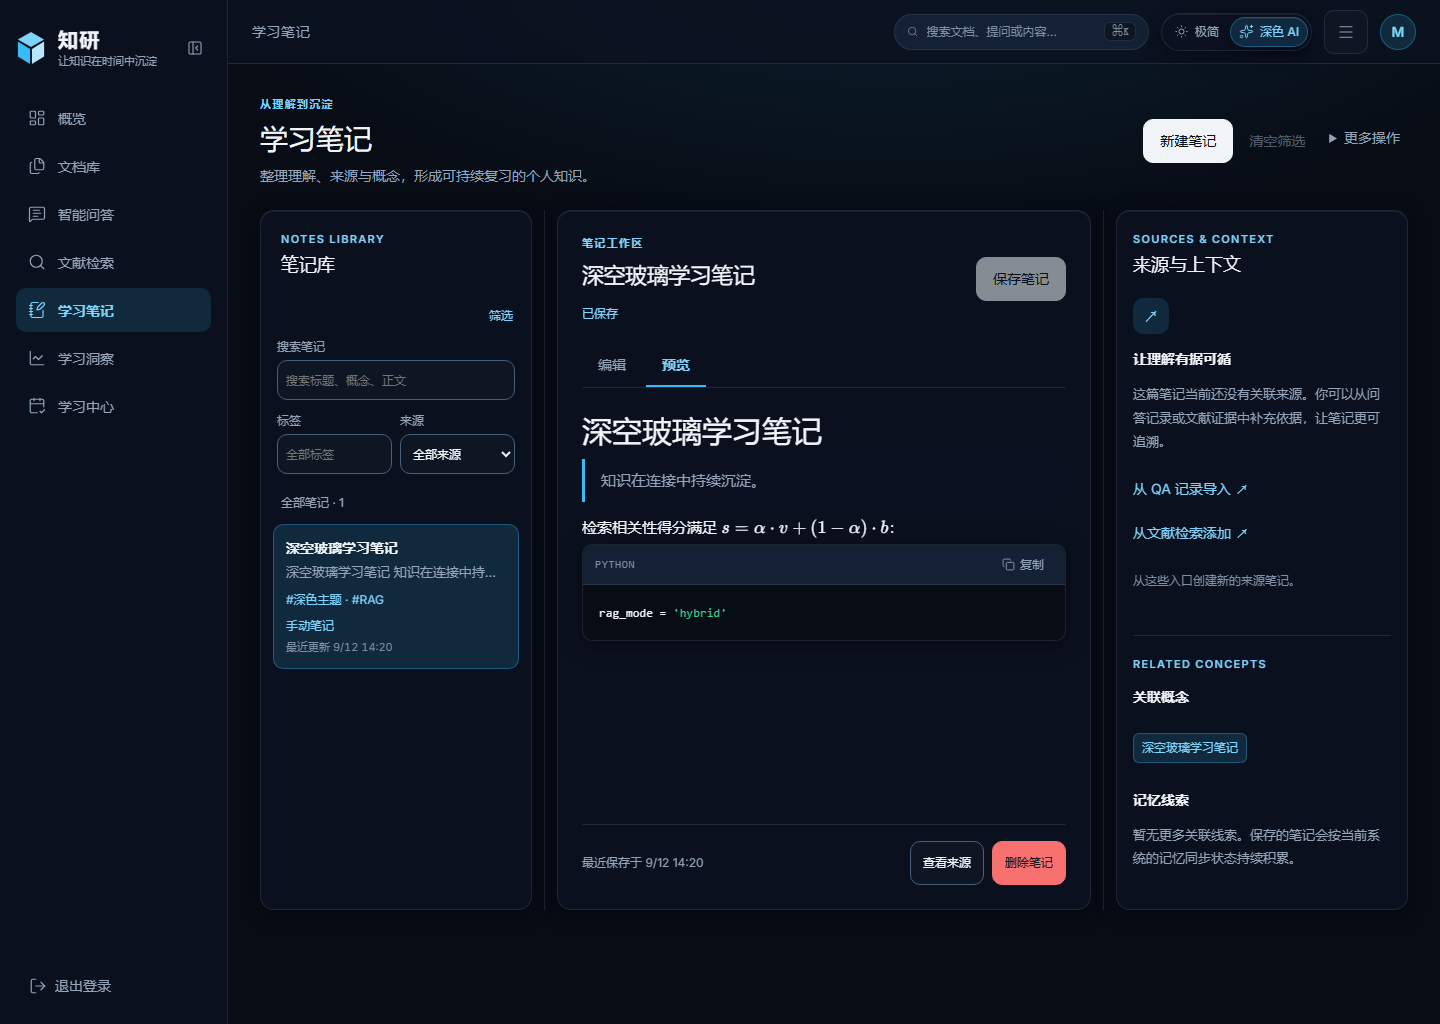 知研
让知识在时间中沉淀
概览
文档库
智能问答
文献检索
学习笔记
学习洞察
学习中心
退出登录
学习笔记
搜索文档、提问或内容...
⌘K
极简
深色 AI
M
从理解到沉淀
学习笔记
整理理解、来源与概念，形成可持续复习的个人知识。
新建笔记
清空筛选
▶ 更多操作
NOTES LIBRARY
笔记库
筛选
搜索笔记
搜索标题、概念、正文
标签
来源
全部标签
全部来源
全部笔记 · 1
深空玻璃学习笔记
深空玻璃学习笔记 知识在连接中持...
#深色主题 · #RAG
手动笔记
最近更新 9/12 14:20
笔记工作区
深空玻璃学习笔记
保存笔记
已保存
编辑
预览
深空玻璃学习笔记
知识在连接中持续沉淀。
检索相关性得分满足 s = α · v + (1 − α) · b:
PYTHON
复制
rag_mode = 'hybrid'
最近保存于 9/12 14:20
查看来源
删除笔记
SOURCES & CONTEXT
来源与上下文
↗
让理解有据可循
这篇笔记当前还没有关联来源。你可以从问
答记录或文献证据中补充依据，让笔记更可
追溯。
从 QA 记录导入 ↗
从文献检索添加 ↗
从这些入口创建新的来源笔记。
RELATED CONCEPTS
关联概念
深空玻璃学习笔记
记忆线索
暂无更多关联线索。保存的笔记会按当前系
统的记忆同步状态持续积累。